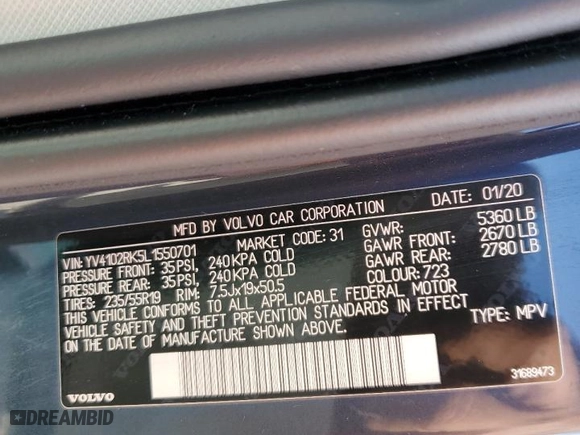 MFD BY VOLVO CAR CORPORATION DATE: 01/20
VIN: YV4102RK5L1550701 MARKET CODE: 31 GVWR: 5360 LB
PRESSURE FRONT: 35 PSI, 240 KPA COLD GAWR FRONT: 2670 LB
PRESSURE REAR: 35 PSI, 240 KPA COLD GAWR REAR: 2780 LB
TIRES: 235/55R19 RIM: 7.5Jx19x50.5 COLOUR: 723
THIS VEHICLE CONFORMS TO ALL APPLICABLE FEDERAL MOTOR
VEHICLE SAFETY AND THEFT PREVENTION STANDARDS IN EFFECT
ON THE DATE OF MANUFACTURE SHOWN ABOVE. TYPE: MPV
VOLVO 31689473
DREAMBID